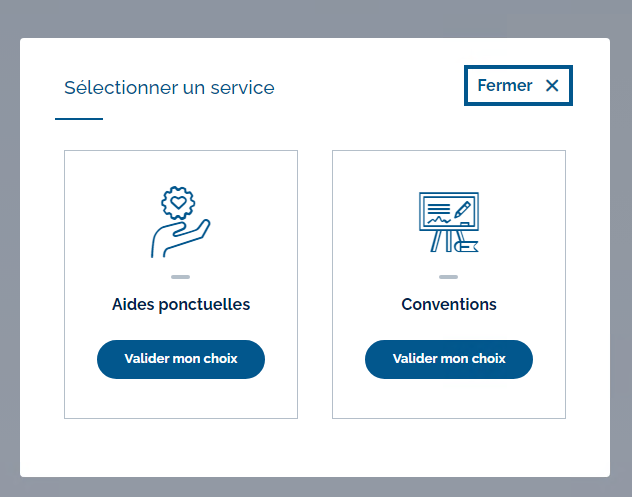 Sélectionner un service
Fermer ✕
Aides ponctuelles
Valider mon choix
Conventions
Valider mon choix